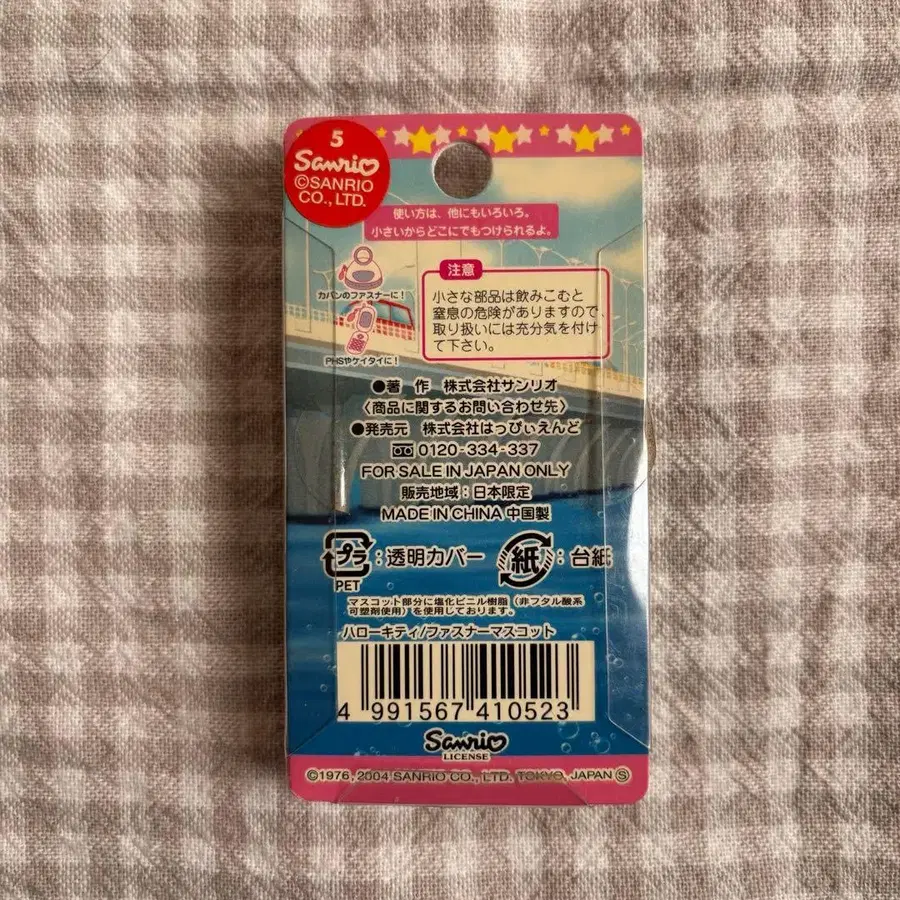 5
Sanrio
©SANRIO
CO., LTD.
使い方は、他にもいろいろ。
小さいからどこにでもつけられるよ。
カバンのファスナーに!
PHSやケイタイに!
注意
小さな部品は飲みこむと
窒息の危険がありますので、
取り扱いには充分気を付け
て下さい。
●著 作 株式会社サンリオ
〈商品に関するお問い合わせ先〉
●発売元 株式会社はっぴぃえんど
0120-334-337
FOR SALE IN JAPAN ONLY
販売地域:日本限定
MADE IN CHINA 中国製
プラ:透明カバー 紙:台紙
PET
マスコット部分に塩化ビニル樹脂(非フタル酸系
可塑剤使用)を使用しております。
ハローキティ/ファスナーマスコット
4 991567 410523
Sanrio
LICENSE
©1976, 2004 SANRIO CO., LTD. TOKYO, JAPAN Ⓢ